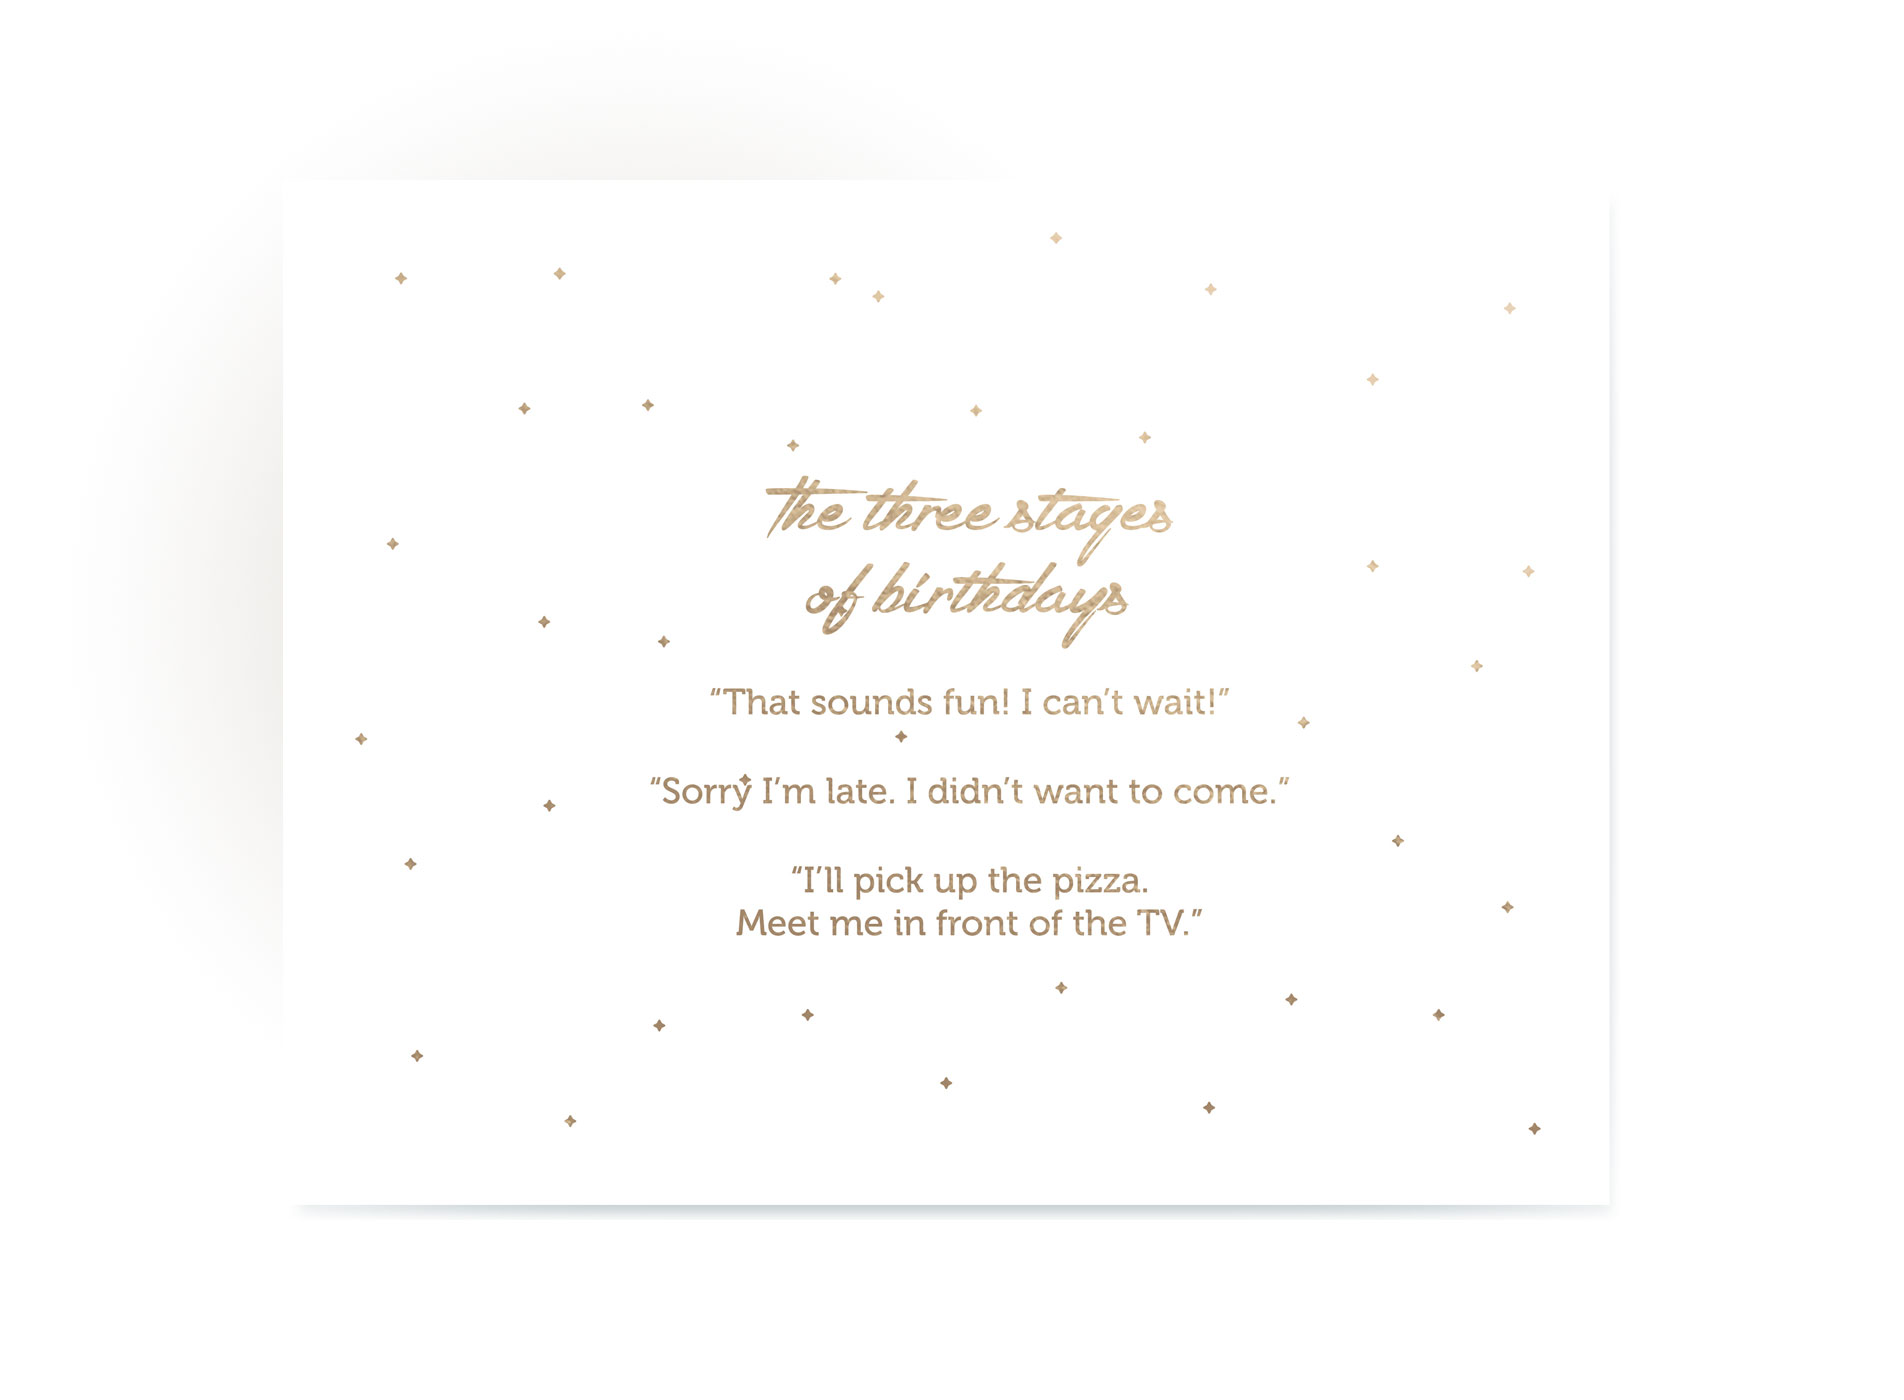 The three stages
of birthdays
“That sounds fun! I can’t wait!”
“Sorry I’m late. I didn’t want to come.”
“I’ll pick up the pizza.
Meet me in front of the TV.”